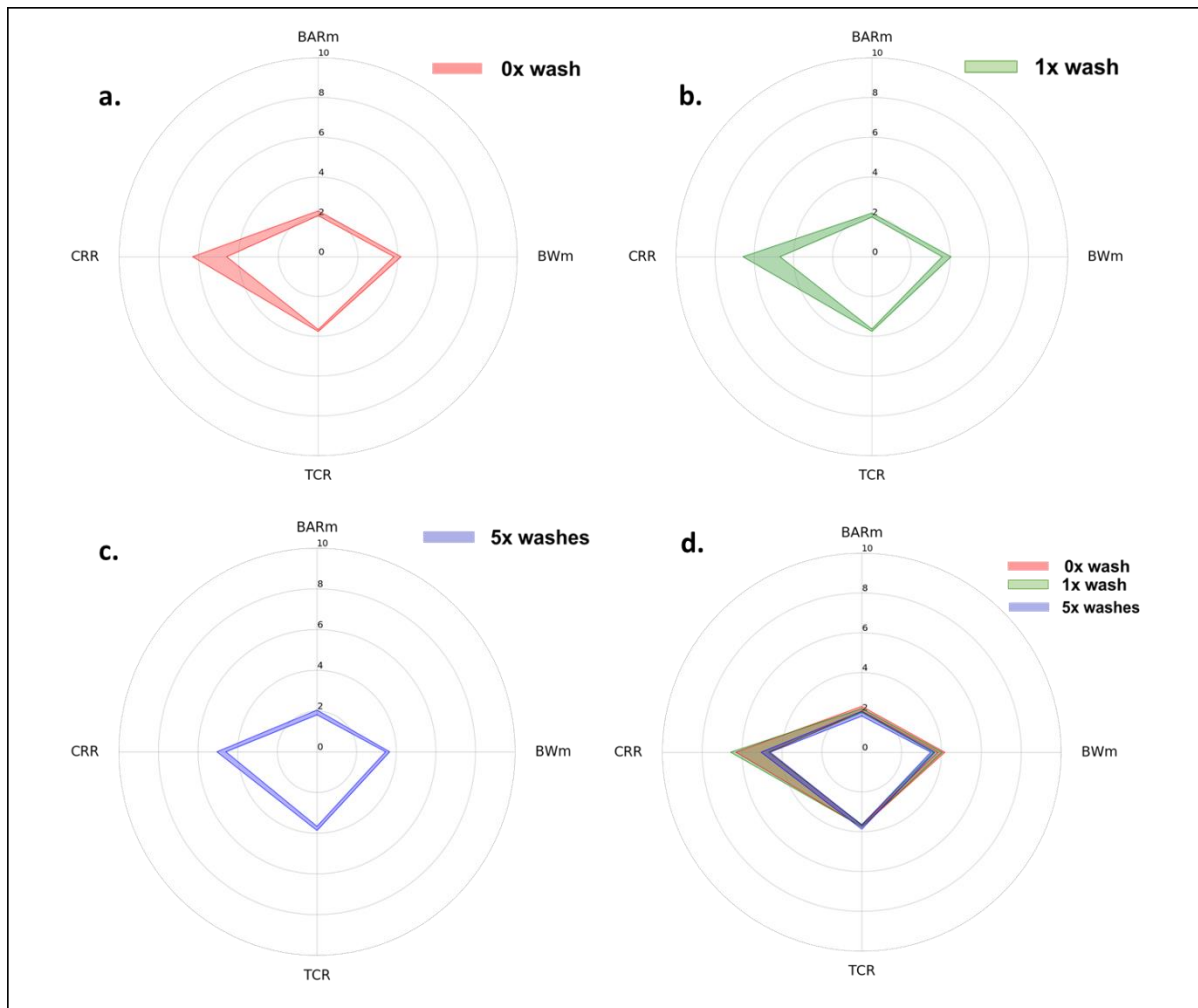 a.
0x wash
BARm
10
8
6
4
2
0
CRR
BWm
TCR
b.
1x wash
BARm
10
8
6
4
2
0
CRR
BWm
TCR
c.
5x washes
BARm
10
8
6
4
2
0
CRR
BWm
TCR
d.
0x wash
1x wash
5x washes
BARm
10
8
6
4
2
0
CRR
BWm
TCR